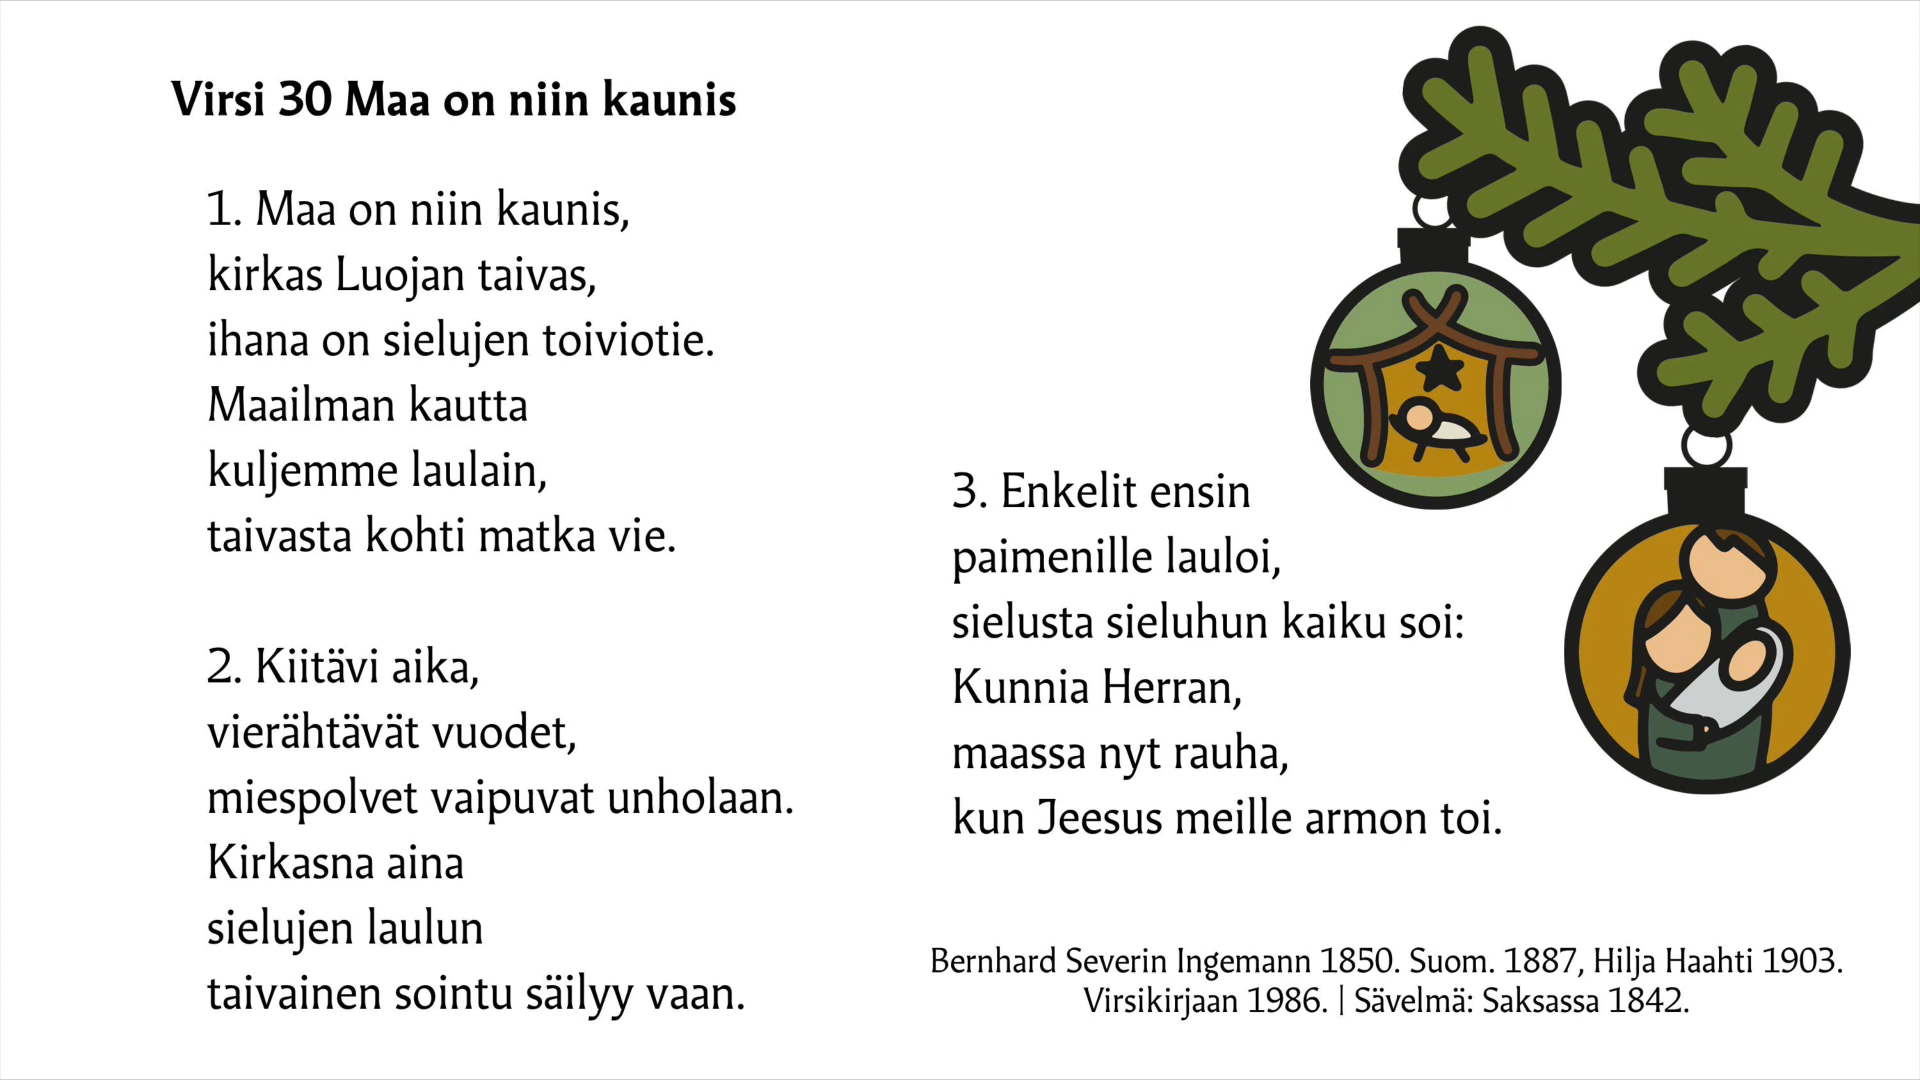 Virsi 30 Maa on niin kaunis
1. Maa on niin kaunis,
kirkas Luojan taivas,
ihana on sielujen toiviotie.
Maailman kautta
kuljemme laulain,
taivasta kohti matka vie.
2. Kiitävi aika,
vierähtävät vuodet,
miespolvet vaipuvat unholaan.
Kirkasna aina
sielujen laulun
taivainen sointu säilyy vaan.
3. Enkelit ensin
paimenille lauloi,
sielusta sieluhun kaiku soi:
Kunnia Herran,
maassa nyt rauha,
kun Jeesus meille armon toi.
Bernhard Severin Ingemann 1850. Suom. 1887, Hilja Haahti 1903.
Virsikirjaan 1986. | Sävelmä: Saksassa 1842.